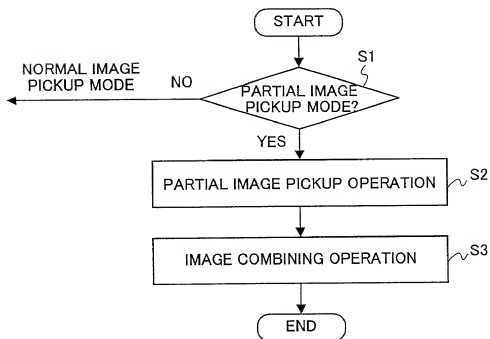 START
S1
NORMAL IMAGE
PICKUP MODE
NO
PARTIAL IMAGE
PICKUP MODE?
YES
PARTIAL IMAGE PICKUP OPERATION
S2
IMAGE COMBINING OPERATION
S3
END